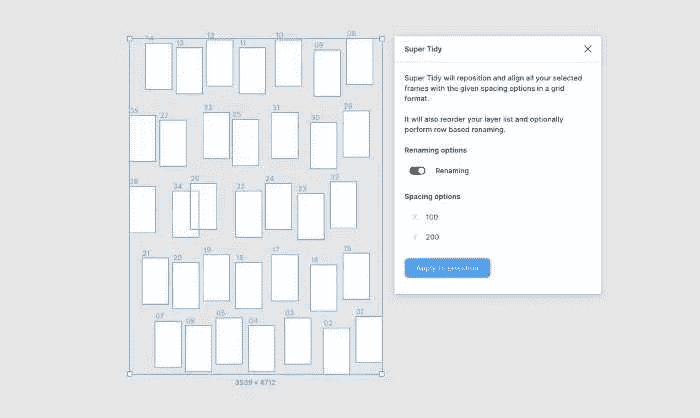 14 13 12 11 10 09 08
27 33 25 31 30 29
28 34 26 22 24 23
21 20 19 18 17 16 15
07 06 05 04 03 02 01
3539 × 4712
Super Tidy
Super Tidy will reposition and align all your selected
frames with the given spacing options in a grid
format.
It will also reorder your layer list and optionally
perform row based renaming.
Renaming options
Renaming
Spacing options
X 100
Y 200
Apply to selection